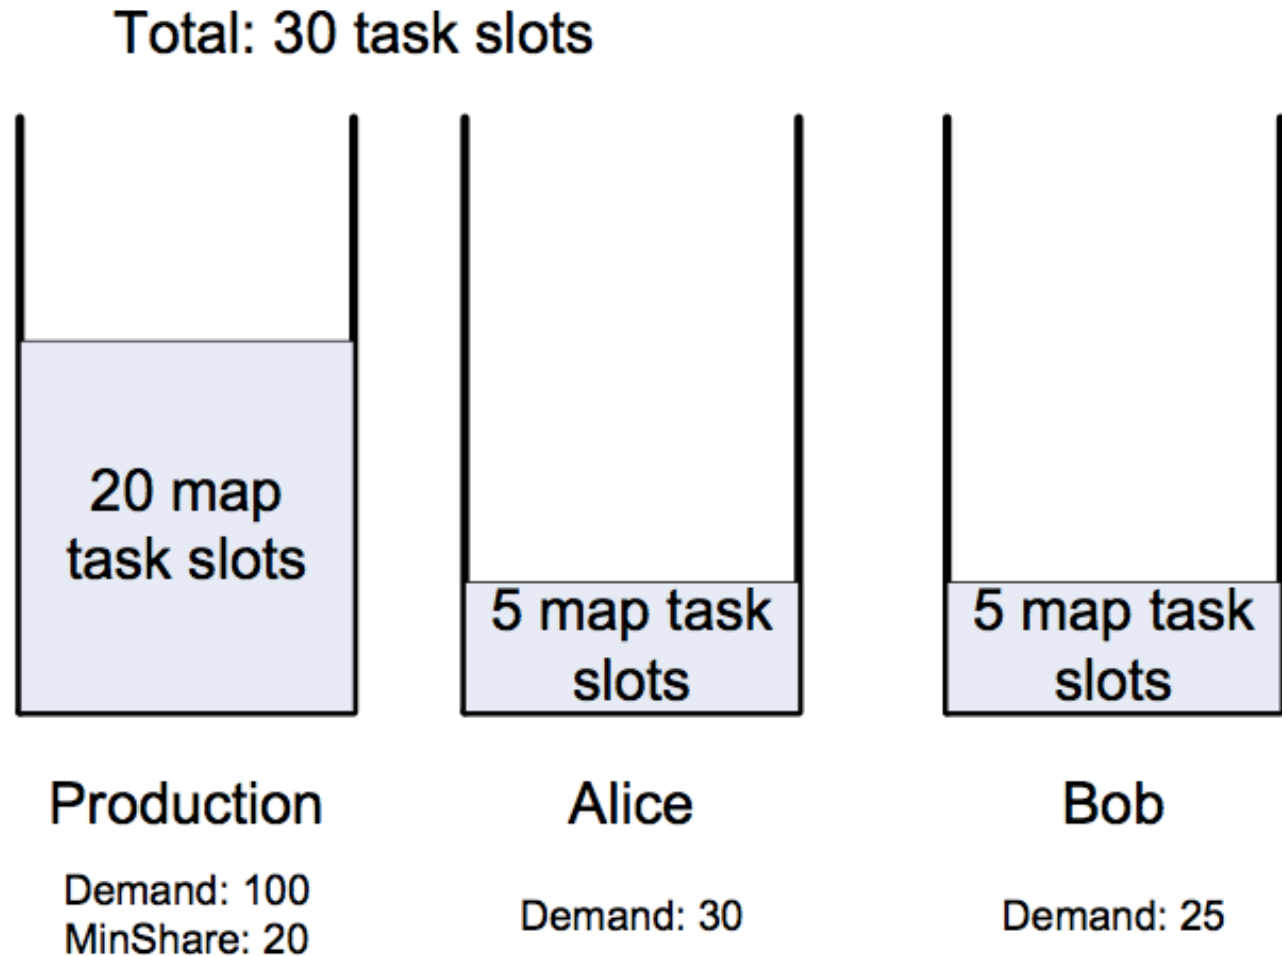 Total: 30 task slots
20 map
task slots
5 map task
slots
5 map task
slots
Production
Alice
Bob
Demand: 100
MinShare: 20
Demand: 30
Demand: 25